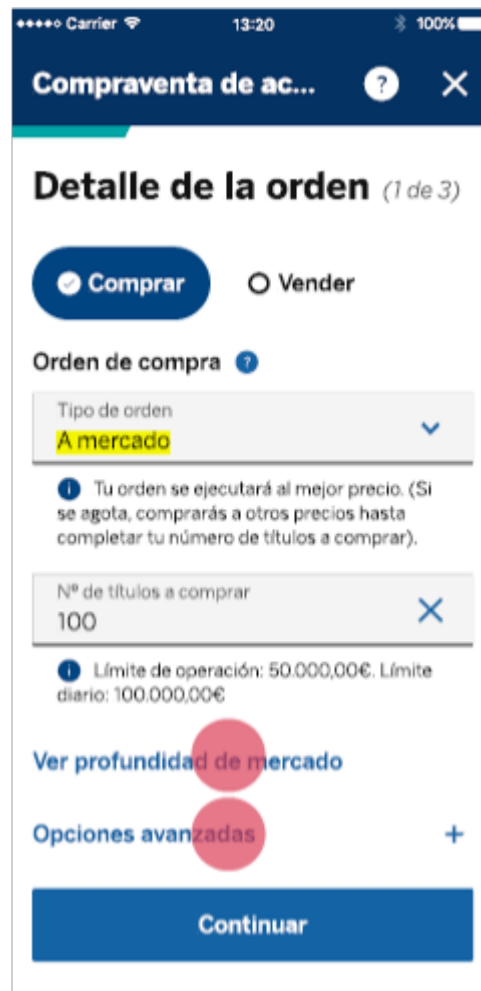 Carrier 13:20 100%
Compraventa de ac... ?
Detalle de la orden (1 de 3)
Comprar Vender
Orden de compra ?
Tipo de orden
A mercado
i Tu orden se ejecutará al mejor precio. (Si
se agota, comprarás a otros precios hasta
completar tu número de títulos a comprar).
Nº de títulos a comprar
100
i Límite de operación: 50.000,00€. Límite
diario: 100.000,00€
Ver profundidad de mercado
Opciones avanzadas +
Continuar